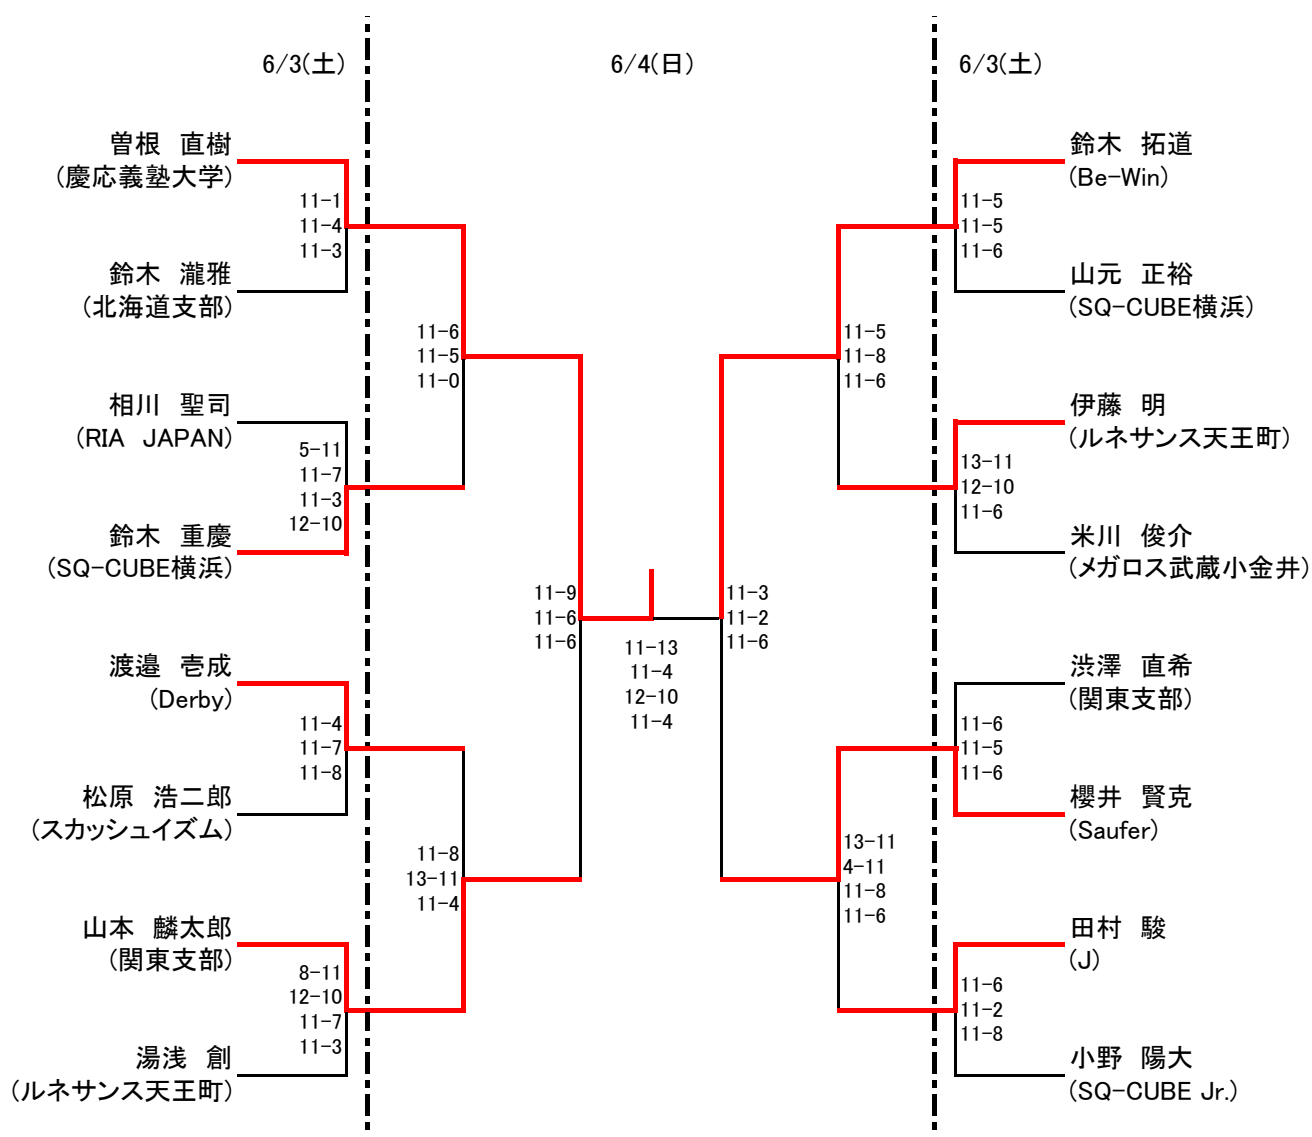 6/3(土)
6/4(日)
6/3(土)
曽根　直樹
(慶応義塾大学)
11-1
11-4
11-3
鈴木　瀧雅
(北海道支部)
11-6
11-5
11-0
相川　聖司
(RIA　JAPAN)
5-11
11-7
11-3
12-10
鈴木　重慶
(SQ-CUBE横浜)
11-9
11-6
11-6
渡邉　壱成
(Derby)
11-4
11-7
11-8
松原　浩二郎
(スカッシュイズム)
11-8
13-11
11-4
山本　麟太郎
(関東支部)
8-11
12-10
11-7
11-3
湯浅　創
(ルネサンス天王町)
11-13
11-4
12-10
11-4
鈴木　拓道
(Be-Win)
11-5
11-5
11-6
山元　正裕
(SQ-CUBE横浜)
11-5
11-8
11-6
伊藤　明
(ルネサンス天王町)
13-11
12-10
11-6
米川　俊介
(メガロス武蔵小金井)
11-3
11-2
11-6
渋澤　直希
(関東支部)
11-6
11-5
11-6
櫻井　賢克
(Saufer)
13-11
4-11
11-8
11-6
田村　駿
(J)
11-6
11-2
11-8
小野　陽大
(SQ-CUBE Jr.)